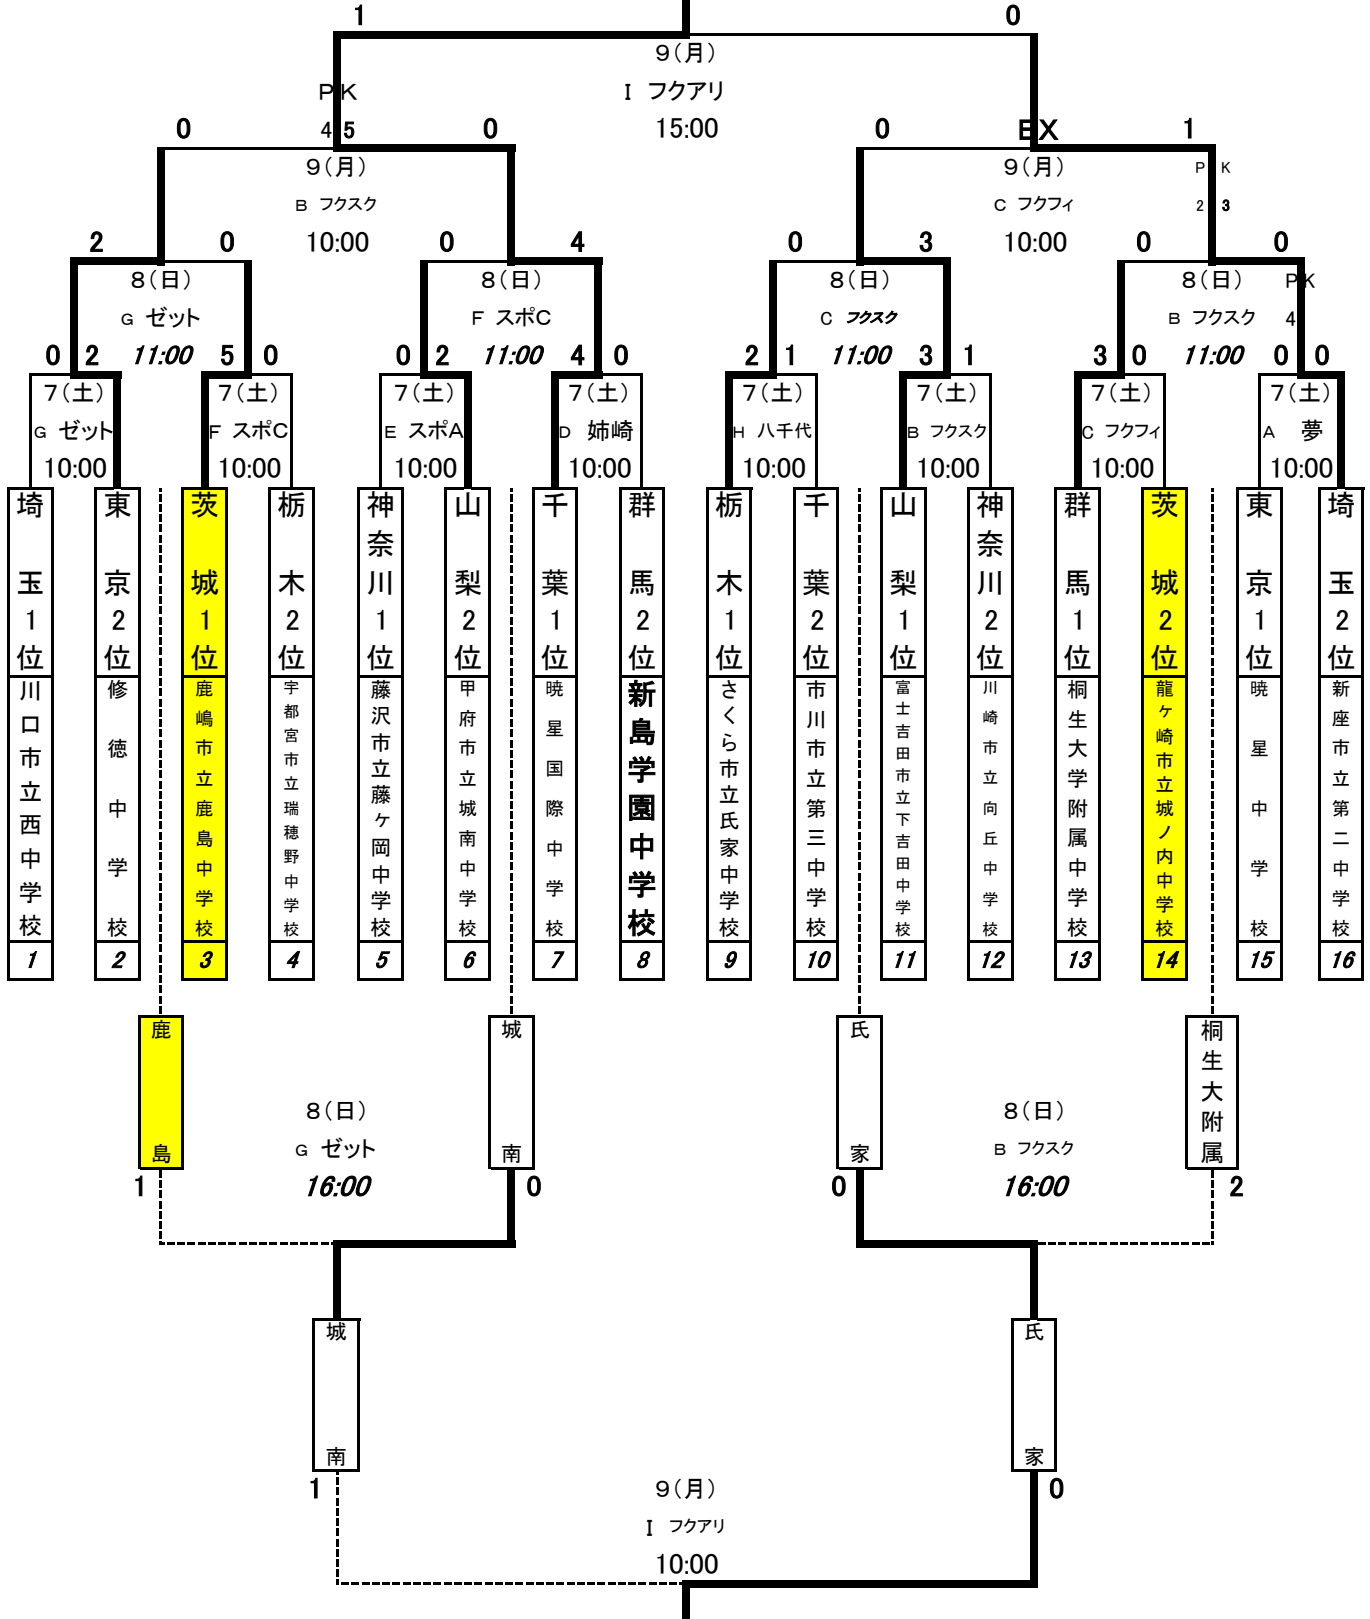 1 0
9(月)
PK I フクアリ
0 4 5 0 15:00 0 EX 1
9(月) 9(月) P K
B フクスク C フクフィ 2 3
2 0 10:00 0 4 0 3 10:00 0 0
8(日) 8(日) 8(日) 8(日) PK
G ゼット F スポC C フクスク B フクスク 4
0 2 11:00 5 0 0 2 11:00 4 0 2 1 11:00 3 1 3 0 11:00 0 0
7(土) 7(土) 7(土) 7(土) 7(土) 7(土) 7(土) 7(土)
G ゼット F スポC E スポA D 姉崎 H 八千代 B フクスク C フクフィ A 夢
10:00 10:00 10:00 10:00 10:00 10:00 10:00 10:00
埼玉1位
川口市立西中学校
1
東京2位
修徳中学校
2
茨城1位
鹿嶋市立鹿島中学校
3
栃木2位
宇都宮市立瑞穂野中学校
4
神奈川1位
藤沢市立藤ヶ岡中学校
5
山梨2位
甲府市立城南中学校
6
千葉1位
暁星国際中学校
7
群馬2位
新島学園中学校
8
栃木1位
さくら市立氏家中学校
9
千葉2位
市川市立第三中学校
10
山梨1位
富士吉田市立下吉田中学校
11
神奈川2位
川崎市立向丘中学校
12
群馬1位
桐生大学附属中学校
13
茨城2位
龍ヶ崎市立城ノ内中学校
14
東京1位
暁星中学校
15
埼玉2位
新座市立第二中学校
16
鹿島
城南
氏家
桐生大附属
8(日) 8(日)
G ゼット B フクスク
1 16:00 0 0 16:00 2
城南
氏家
1 9(月) 0
I フクアリ
10:00